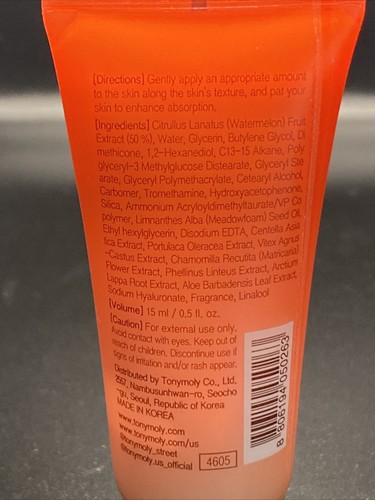 [Directions] Gently apply an appropriate amount
to the skin along the skin's texture, and pat your
skin to enhance absorption.
[Ingredients] Citrullus Lanatus (Watermelon) Fruit
Extract (50 %), Water, Glycerin, Butylene Glycol, Di
methicone, 1,2-Hexanediol, C13-15 Alkane, Poly
glyceryl-3 Methylglucose Distearate, Glyceryl Ste
arate, Glyceryl Polymethacrylate, Cetearyl Alcohol,
Carbomer, Tromethamine, Hydroxyacetophenone,
Silica, Ammonium Acryloyldimethyltaurate/VP Co
polymer, Limnanthes Alba (Meadowfoam) Seed Oil,
Ethyl hexylglycerin, Disodium EDTA, Centella Asia
tica Extract, Portulaca Oleracea Extract, Vitex Agnus
-Castus Extract, Chamomilla Recutita (Matricaria)
Flower Extract, Phellinus Linteus Extract, Arctium
Lappa Root Extract, Aloe Barbadensis Leaf Extract,
Sodium Hyaluronate, Fragrance, Linalool
[Volume] 15 ml / 0.5 fl. oz.
[Caution] For external use only.
Avoid contact with eyes. Keep out of
reach of children. Discontinue use if
signs of irritation and/or rash appear.
Distributed by Tonymoly Co., Ltd.
2557, Nambusunhwan-ro, Seocho
-gu, Seoul, Republic of Korea
MADE IN KOREA
www.tonymoly.com
www.tonymoly.com/us
@tonymoly_street
@tonymoly.us_official
4605
8 806194 050263